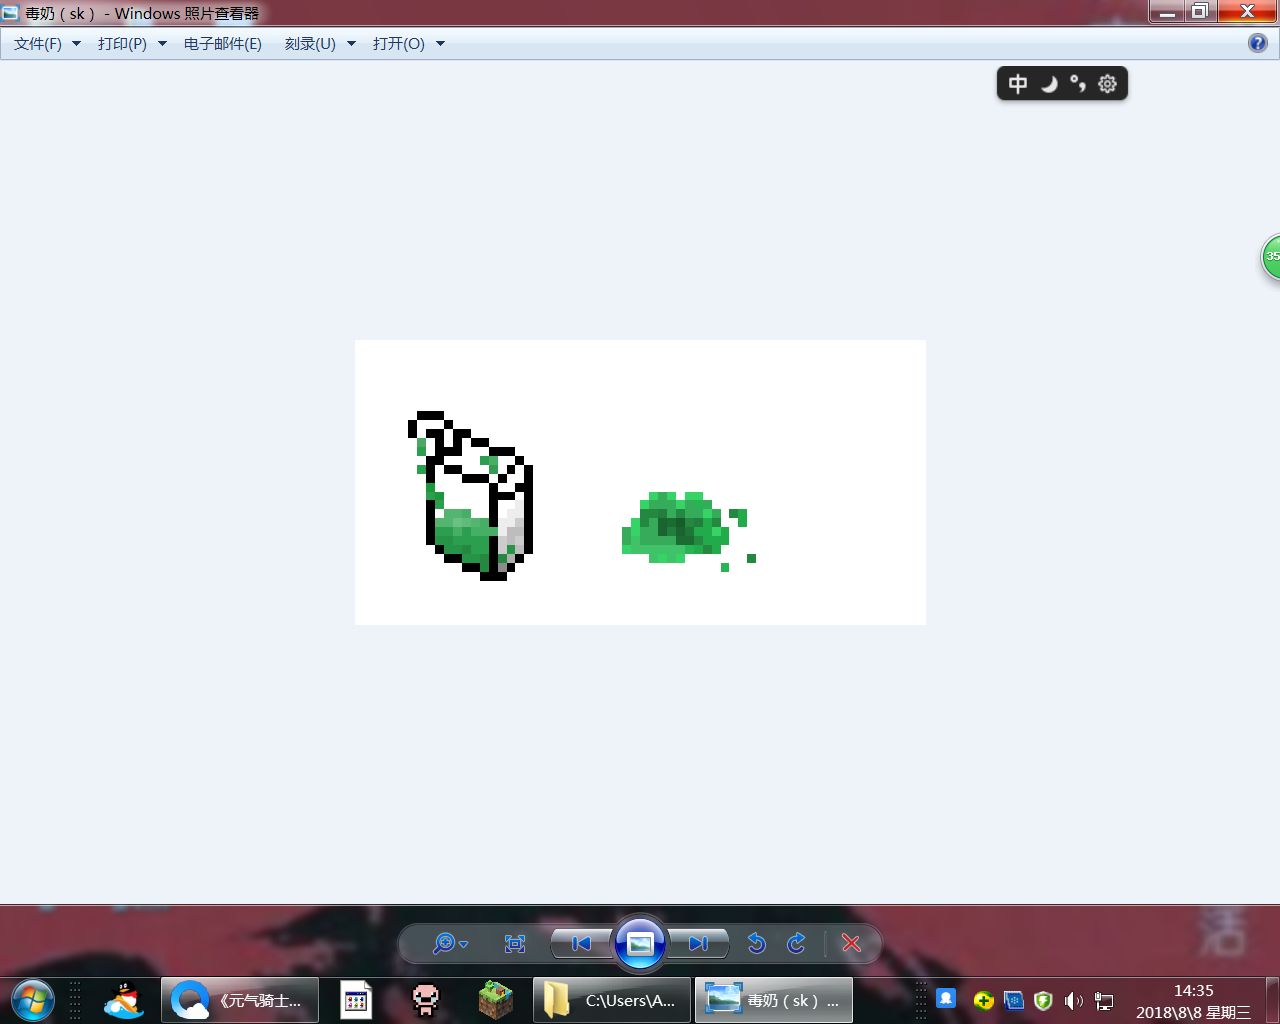 毒奶（sk） - Windows 照片查看器
文件(F) 打印(P) 电子邮件(E) 刻录(U) 打开(O)
中
35
活
《元气骑士... C:\Users\A... 毒奶（sk）...
14:35
2018\8\8 星期三